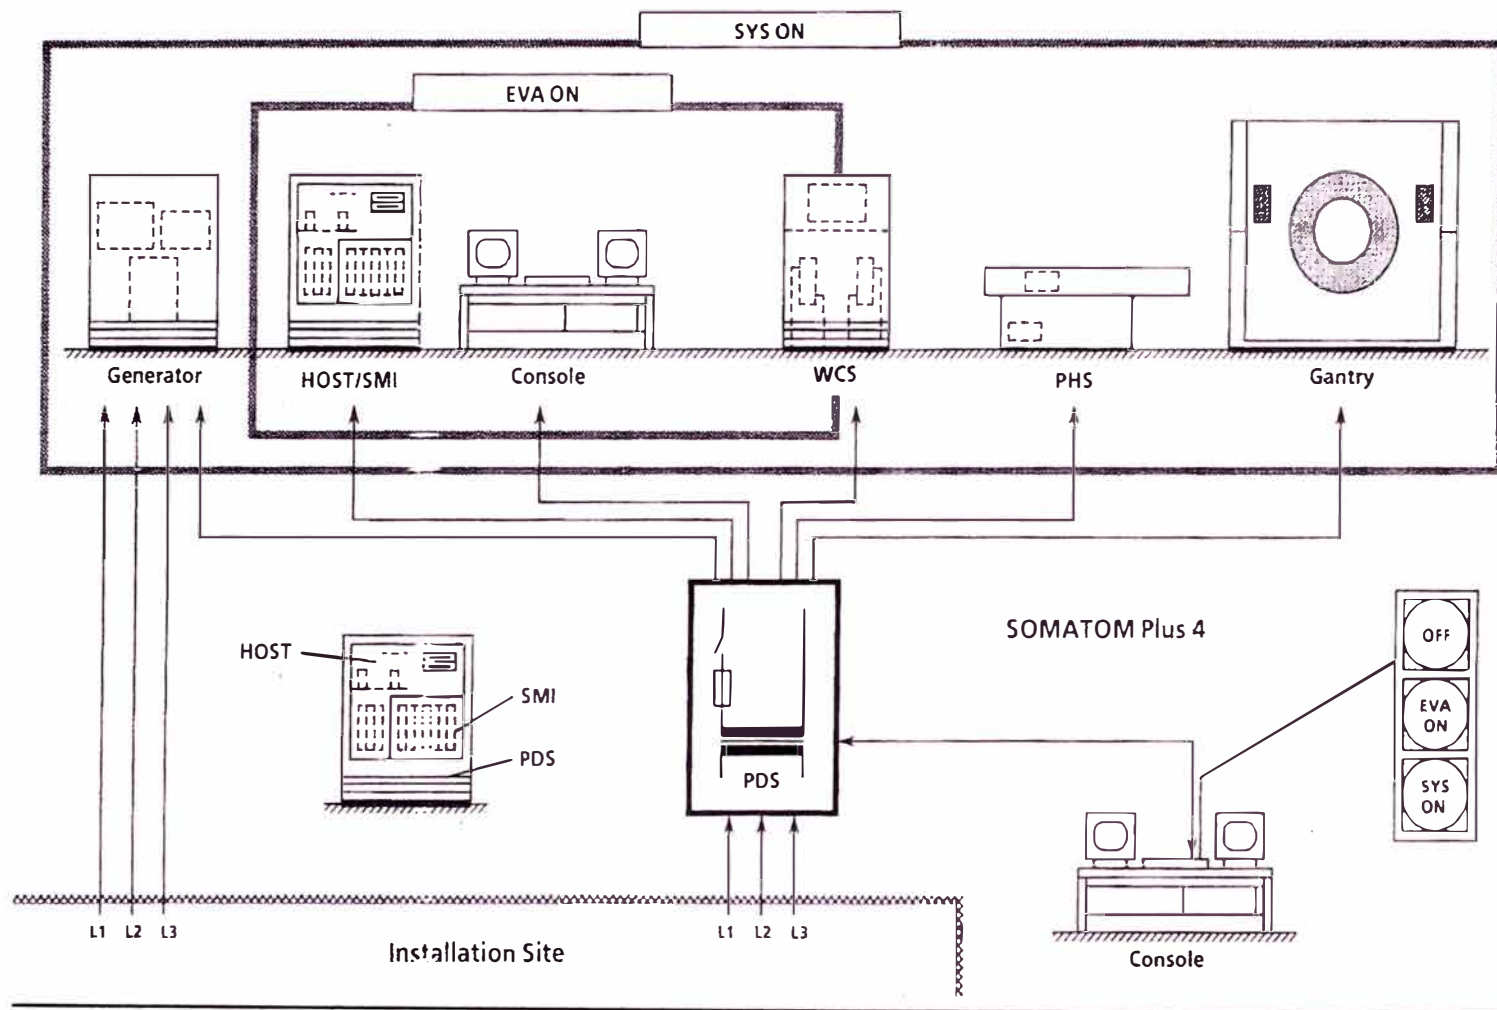 SYS ON
EVA ON
Generator
HOST/SMI
Console
WCS
PHS
Gantry
HOST
SMI
PDS
PDS
SOMATOM Plus 4
OFF
EVA
ON
SYS
ON
L1 L2 L3
Installation Site
L1 L2 L3
Console